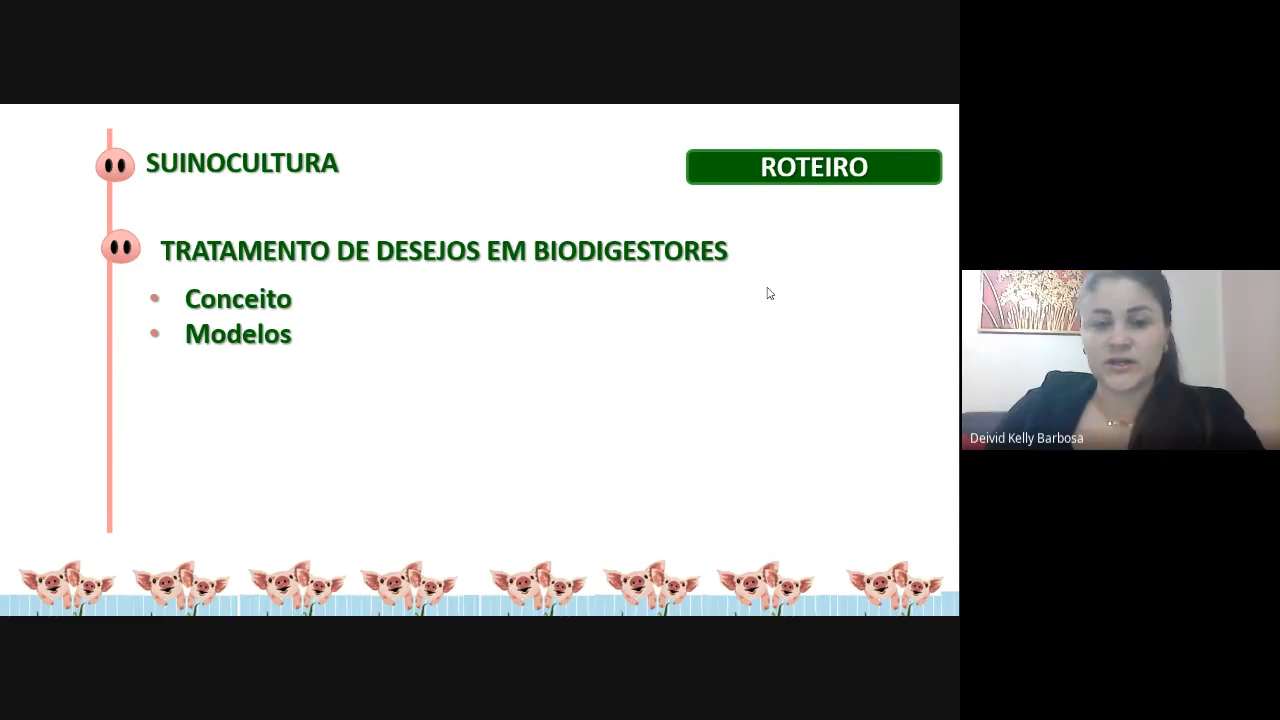 SUINOCULTURA
ROTEIRO
TRATAMENTO DE DESEJOS EM BIODIGESTORES
• Conceito
• Modelos
Deivid Kelly Barbosa